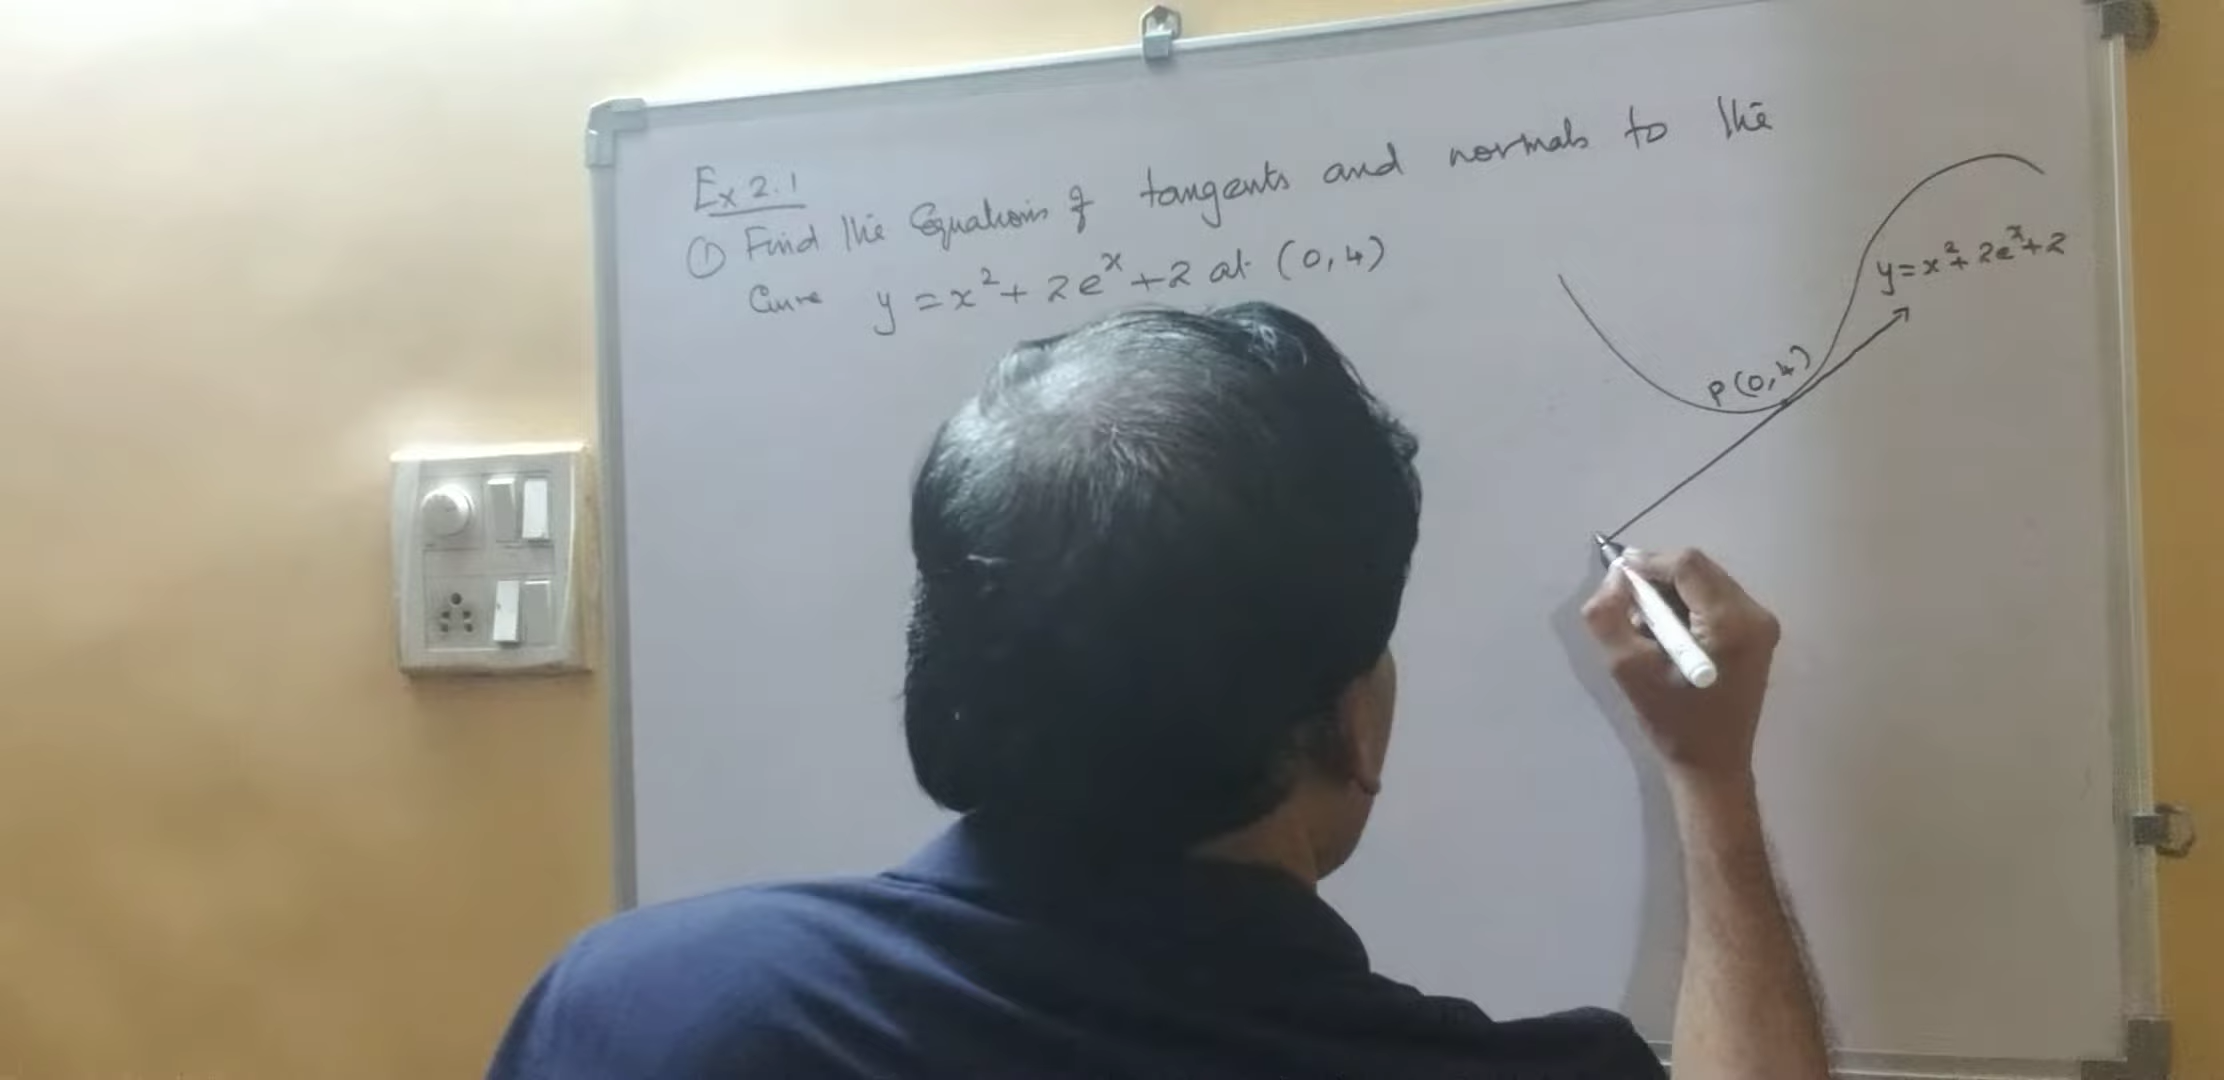 Ex 2.1
① Find the Equations of tangents and normals to the
Curve y = x² + 2eˣ + 2 at (0, 4)
y = x² + 2eˣ + 2
P(0, 4)